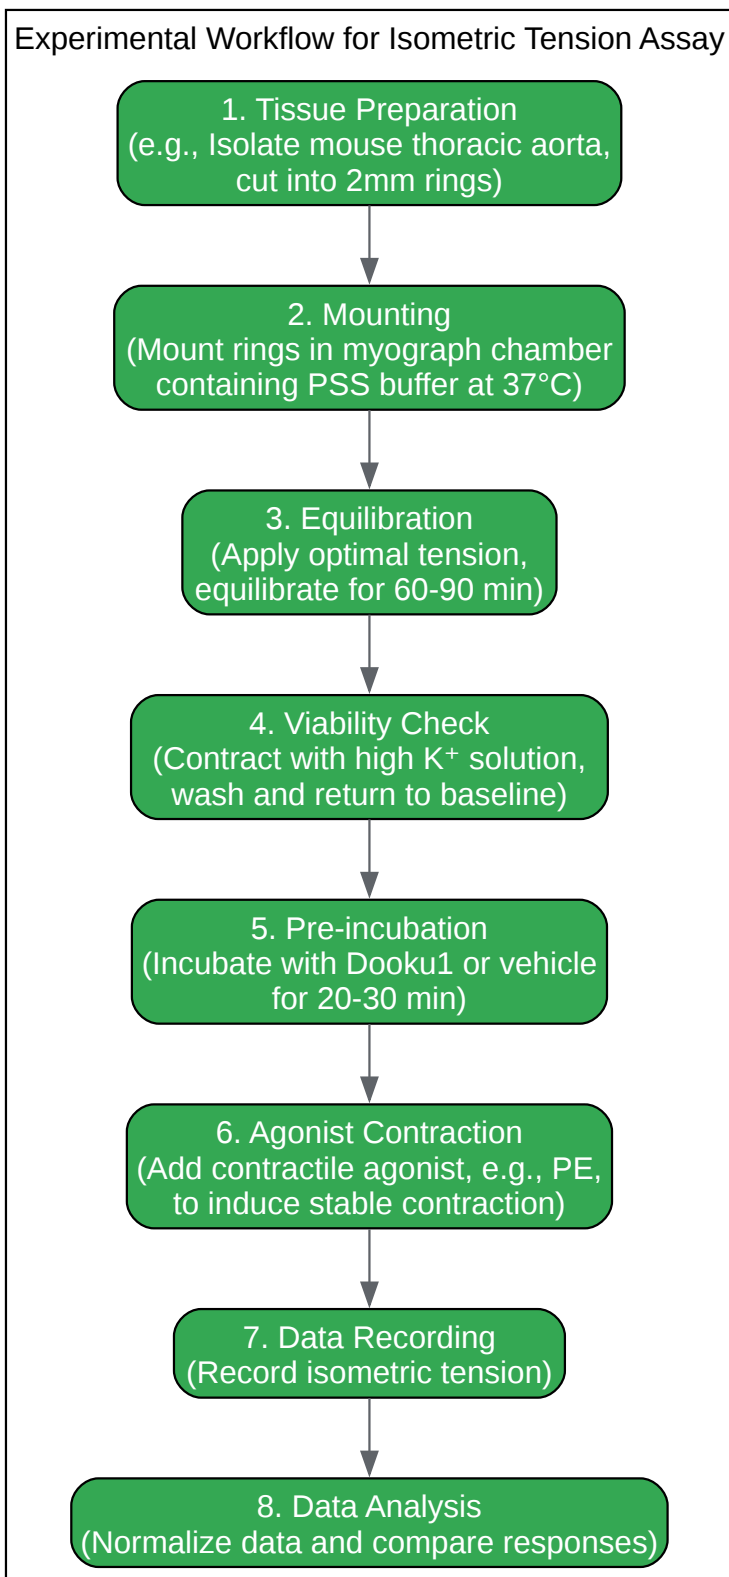 Experimental Workflow for Isometric Tension Assay
1. Tissue Preparation
(e.g., Isolate mouse thoracic aorta,
cut into 2mm rings)
2. Mounting
(Mount rings in myograph chamber
containing PSS buffer at 37°C)
3. Equilibration
(Apply optimal tension,
equilibrate for 60-90 min)
4. Viability Check
(Contract with high K⁺ solution,
wash and return to baseline)
5. Pre-incubation
(Incubate with Dooku1 or vehicle
for 20-30 min)
6. Agonist Contraction
(Add contractile agonist, e.g., PE,
to induce stable contraction)
7. Data Recording
(Record isometric tension)
8. Data Analysis
(Normalize data and compare responses)